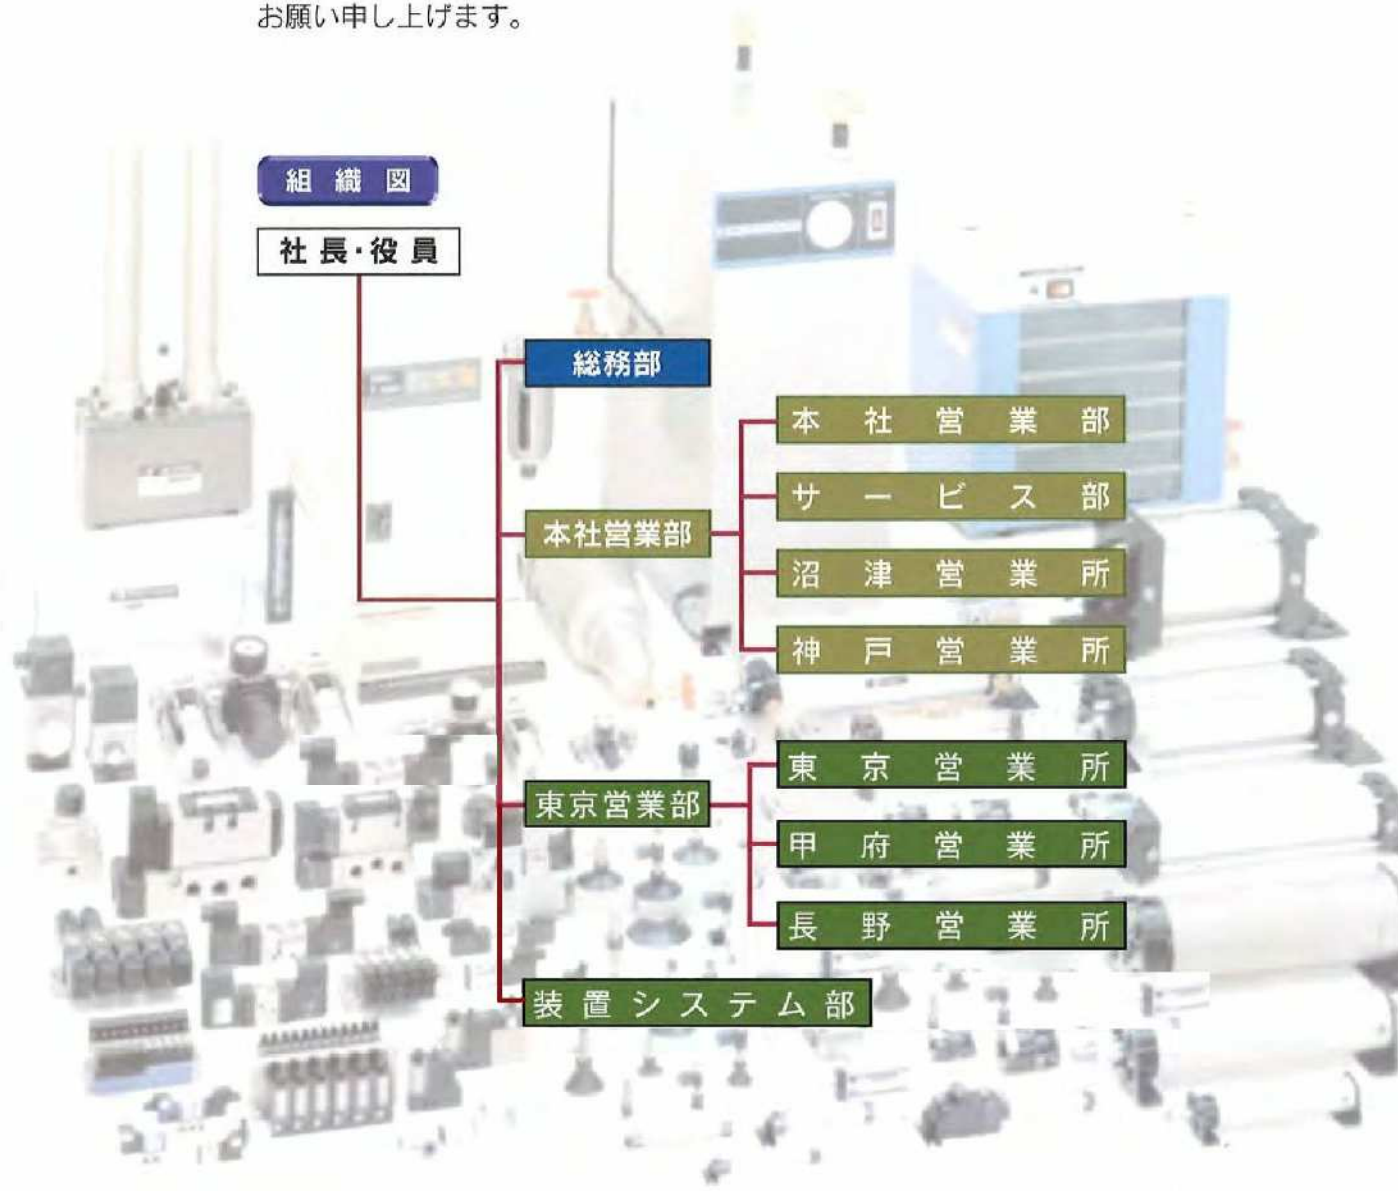 お願い申し上げます。
組織図
社長・役員
総務部
本社営業部
本社営業部
サービス部
沼津営業所
神戸営業所
東京営業部
東京営業所
甲府営業所
長野営業所
装置システム部